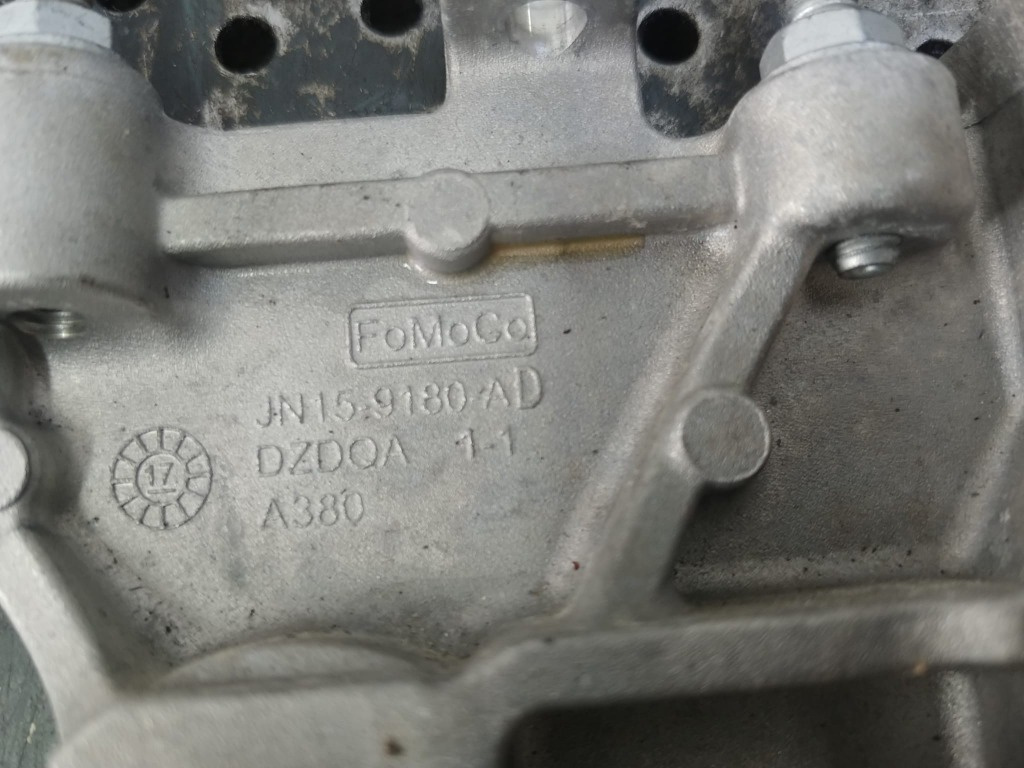 FoMoCo
JN15-9180-AD
DZDQA 1-1
A380
17